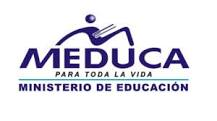 MEDUCA
PARA TODA LA VIDA
MINISTERIO DE EDUCACIÓN